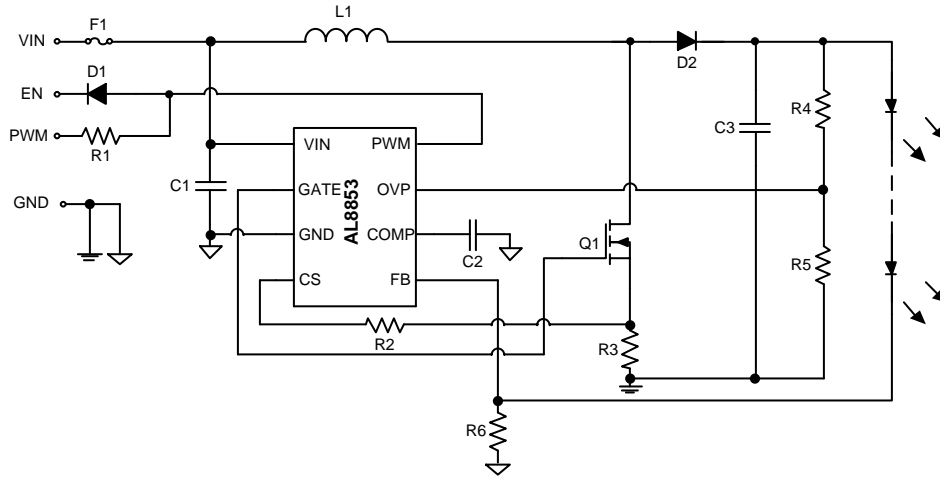 F1
L1
VIN
D1
D2
EN
R4
PWM
R1
C3
VIN
PWM
C1
GATE
OVP
GND
AL8853
GND
COMP
C2
Q1
R5
CS
FB
R2
R3
R6